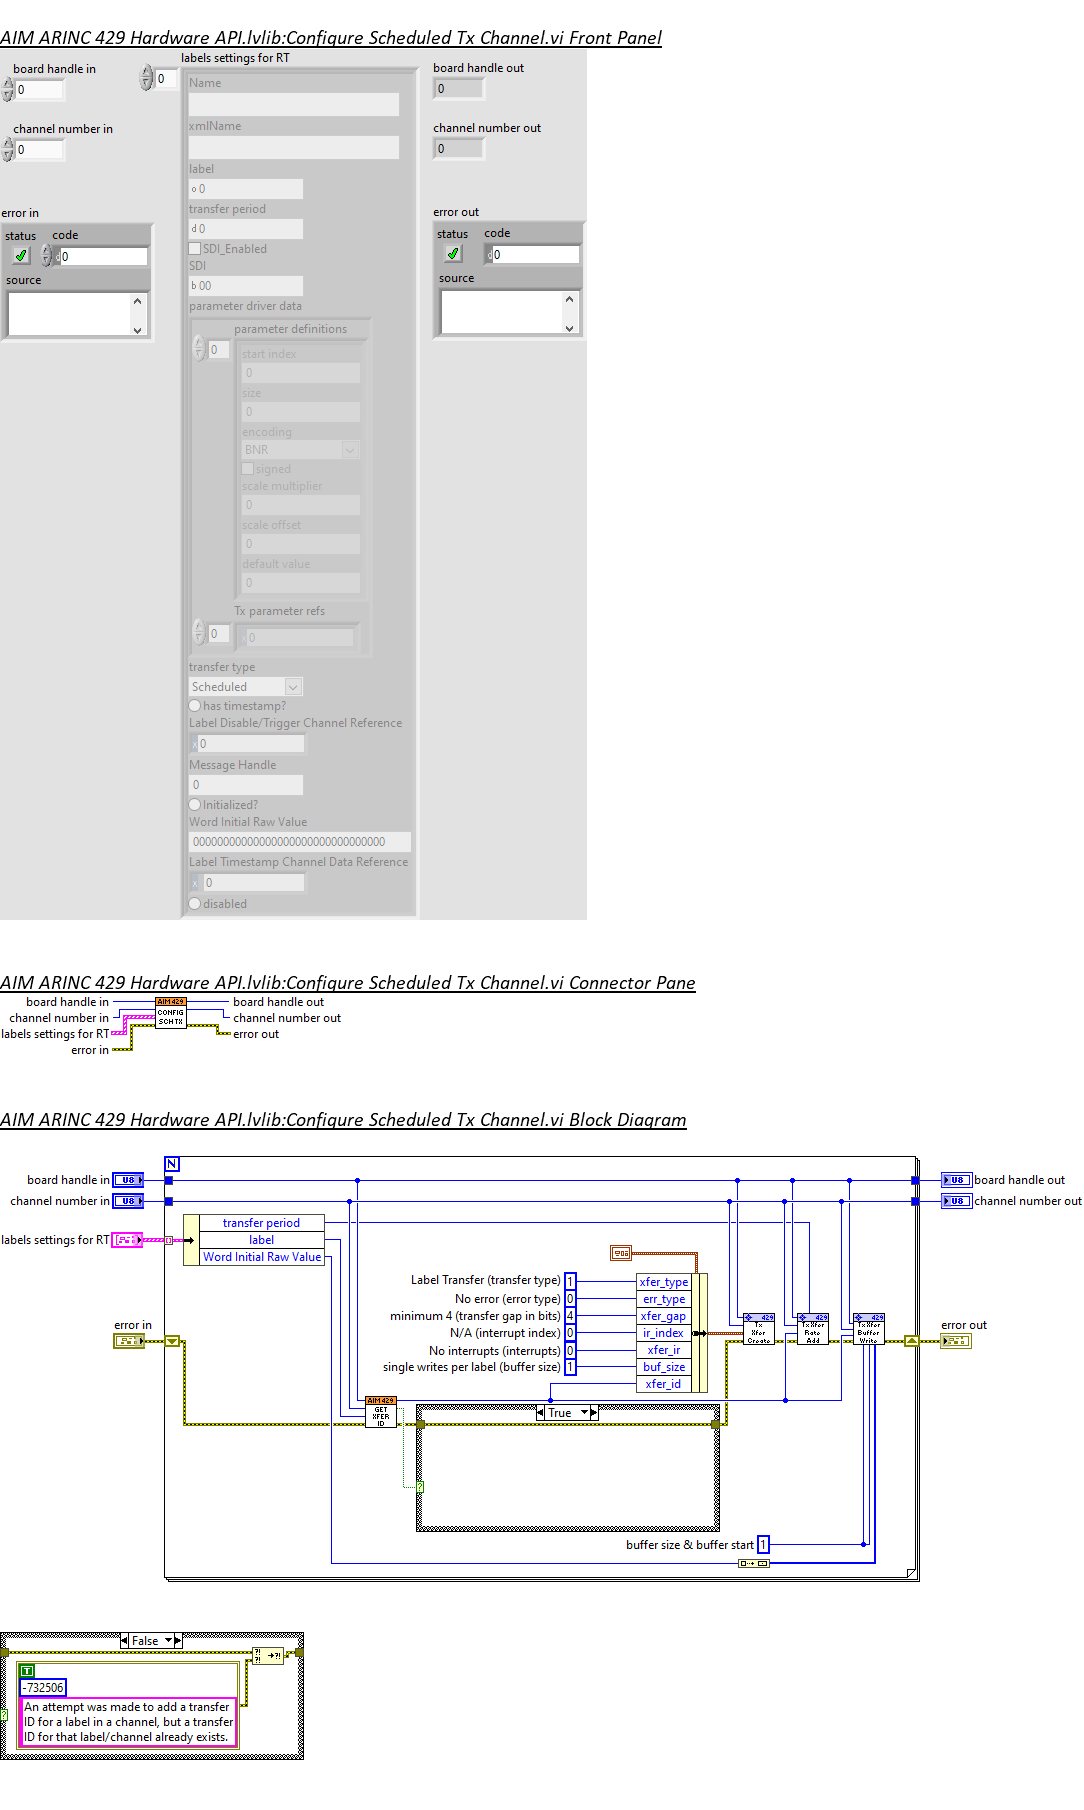 AIM ARINC 429 Hardware API.lvlib:Configure Scheduled Tx Channel.vi Front Panel
board handle in
0
channel number in
0
error in
status code
0
source
0
labels settings for RT
Name
xmlName
label
o 0
transfer period
d 0
SDI_Enabled
SDI
b 00
parameter driver data
parameter definitions
0
start index
0
size
0
encoding
BNR
signed
scale multiplier
0
scale offset
0
default value
0
Tx parameter refs
0
0
transfer type
Scheduled
has timestamp?
Label Disable/Trigger Channel Reference
x 0
Message Handle
0
Initialized?
Word Initial Raw Value
00000000000000000000000000000000
Label Timestamp Channel Data Reference
x 0
disabled
board handle out
0
channel number out
0
error out
status code
d 0
source
AIM ARINC 429 Hardware API.lvlib:Configure Scheduled Tx Channel.vi Connector Pane
board handle in
channel number in
labels settings for RT
error in
AIM 429
CONFIG
SCH TX
board handle out
channel number out
error out
AIM ARINC 429 Hardware API.lvlib:Configure Scheduled Tx Channel.vi Block Diagram
N
board handle in U8
channel number in U8
labels settings for RT
error in
transfer period
label
Word Initial Raw Value
Label Transfer (transfer type) 1
No error (error type) 0
minimum 4 (transfer gap in bits) 4
N/A (interrupt index) 0
No interrupts (interrupts) 0
single writes per label (buffer size) 1
xfer_type
err_type
xfer_gap
ir_index
xfer_ir
buf_size
xfer_id
AIM 429
GET
XFER
ID
True
?
429
Tx
Xfer
Create
429
Tx Xfer
Rate
Add
429
Tx Xfer
Buffer
Write
buffer size & buffer start 1
U8 board handle out
U8 channel number out
error out
False
T
-732506
An attempt was made to add a transfer
ID for a label in a channel, but a transfer
ID for that label/channel already exists.
?
?!
?! →?!